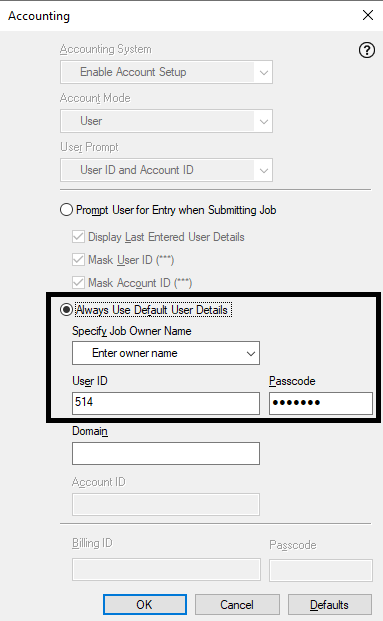 Accounting
Accounting System
Enable Account Setup
Account Mode
User
User Prompt
User ID and Account ID
Prompt User for Entry when Submitting Job
Display Last Entered User Details
Mask User ID (***)
Mask Account ID (***)
Always Use Default User Details
Specify Job Owner Name
Enter owner name
User ID Passcode
514 •••••••
Domain
Account ID
Billing ID Passcode
OK Cancel Defaults